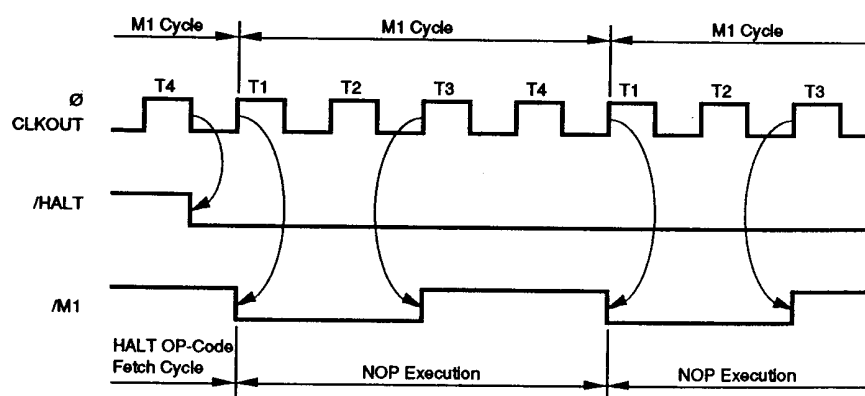 M1 Cycle
M1 Cycle
M1 Cycle
T4
T1
T2
T3
T4
T1
T2
T3
Ø
CLKOUT
/HALT
/M1
HALT OP-Code
Fetch Cycle
NOP Execution
NOP Execution